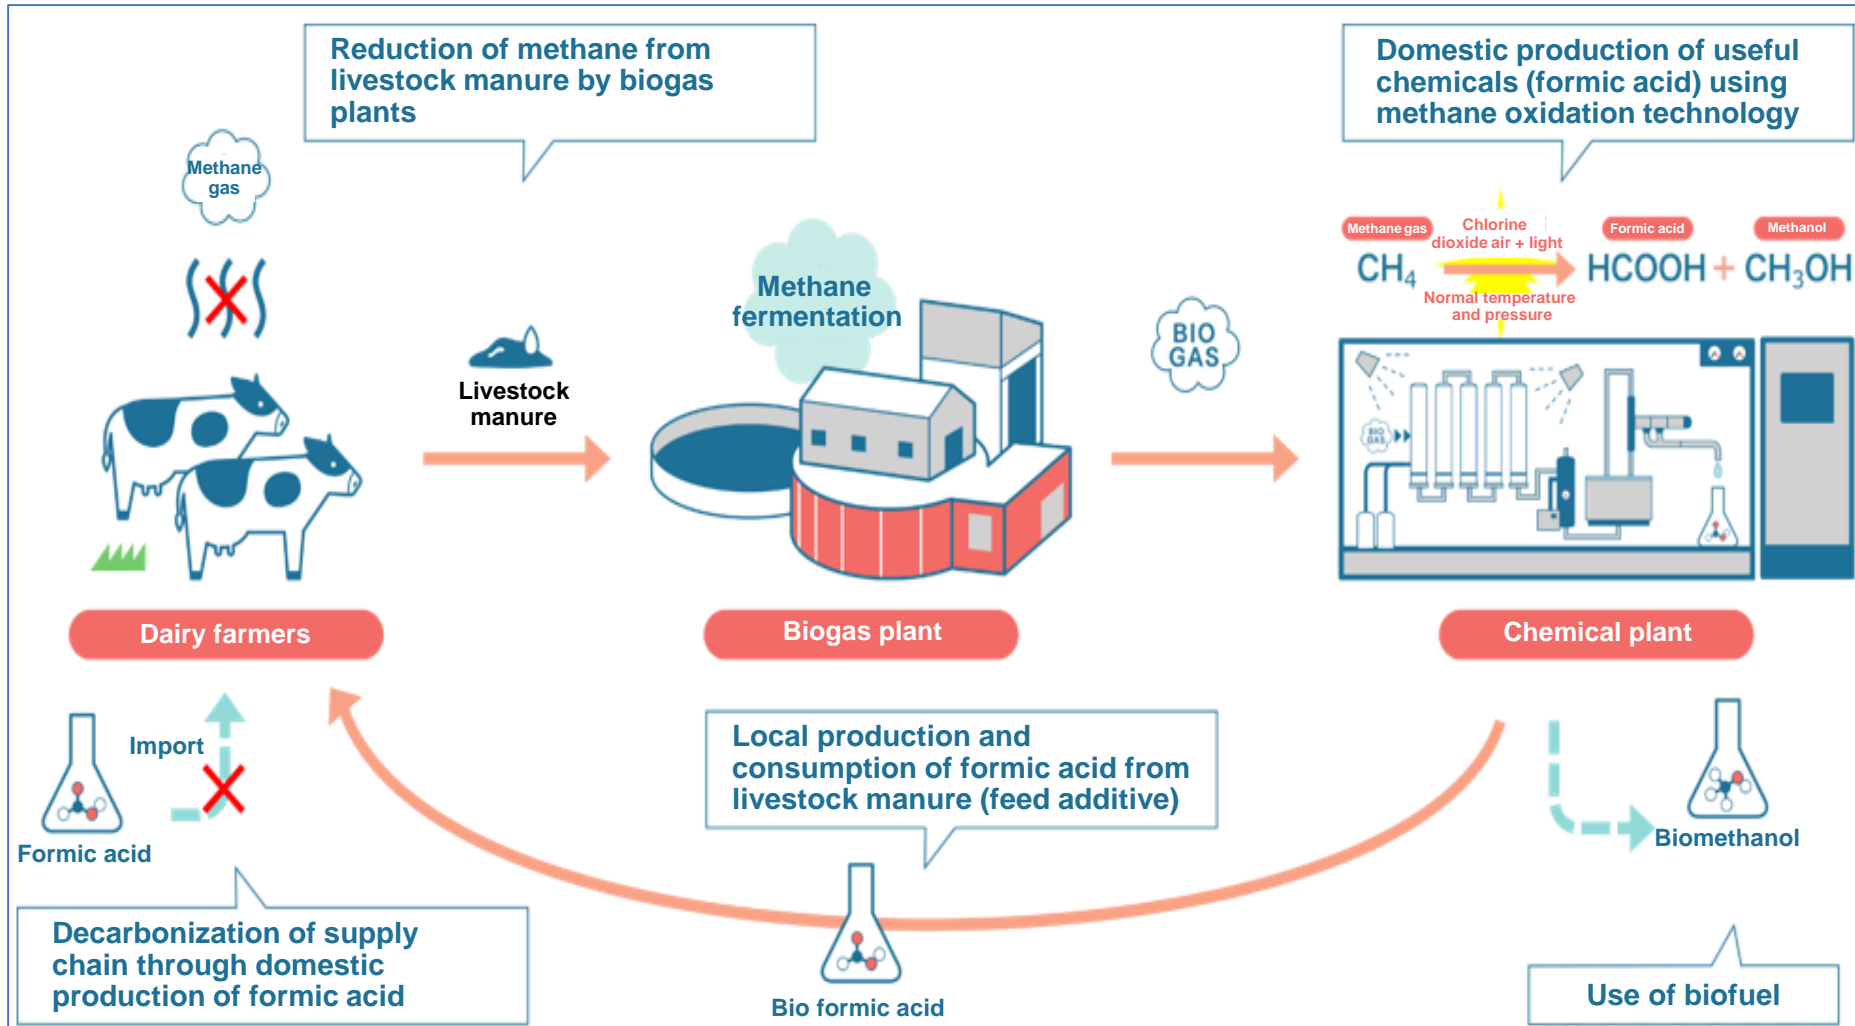 Reduction of methane from
livestock manure by biogas
plants
Domestic production of useful
chemicals (formic acid) using
methane oxidation technology
Methane
gas
Methane gas
Chlorine
dioxide air + light
Formic acid
Methanol
CH4
HCOOH + CH3OH
Normal temperature
and pressure
Methane
fermentation
Livestock
manure
BIO
GAS
BIO
GAS
Dairy farmers
Biogas plant
Chemical plant
Import
Formic acid
Local production and
consumption of formic acid from
livestock manure (feed additive)
Biomethanol
Decarbonization of supply
chain through domestic
production of formic acid
Bio formic acid
Use of biofuel